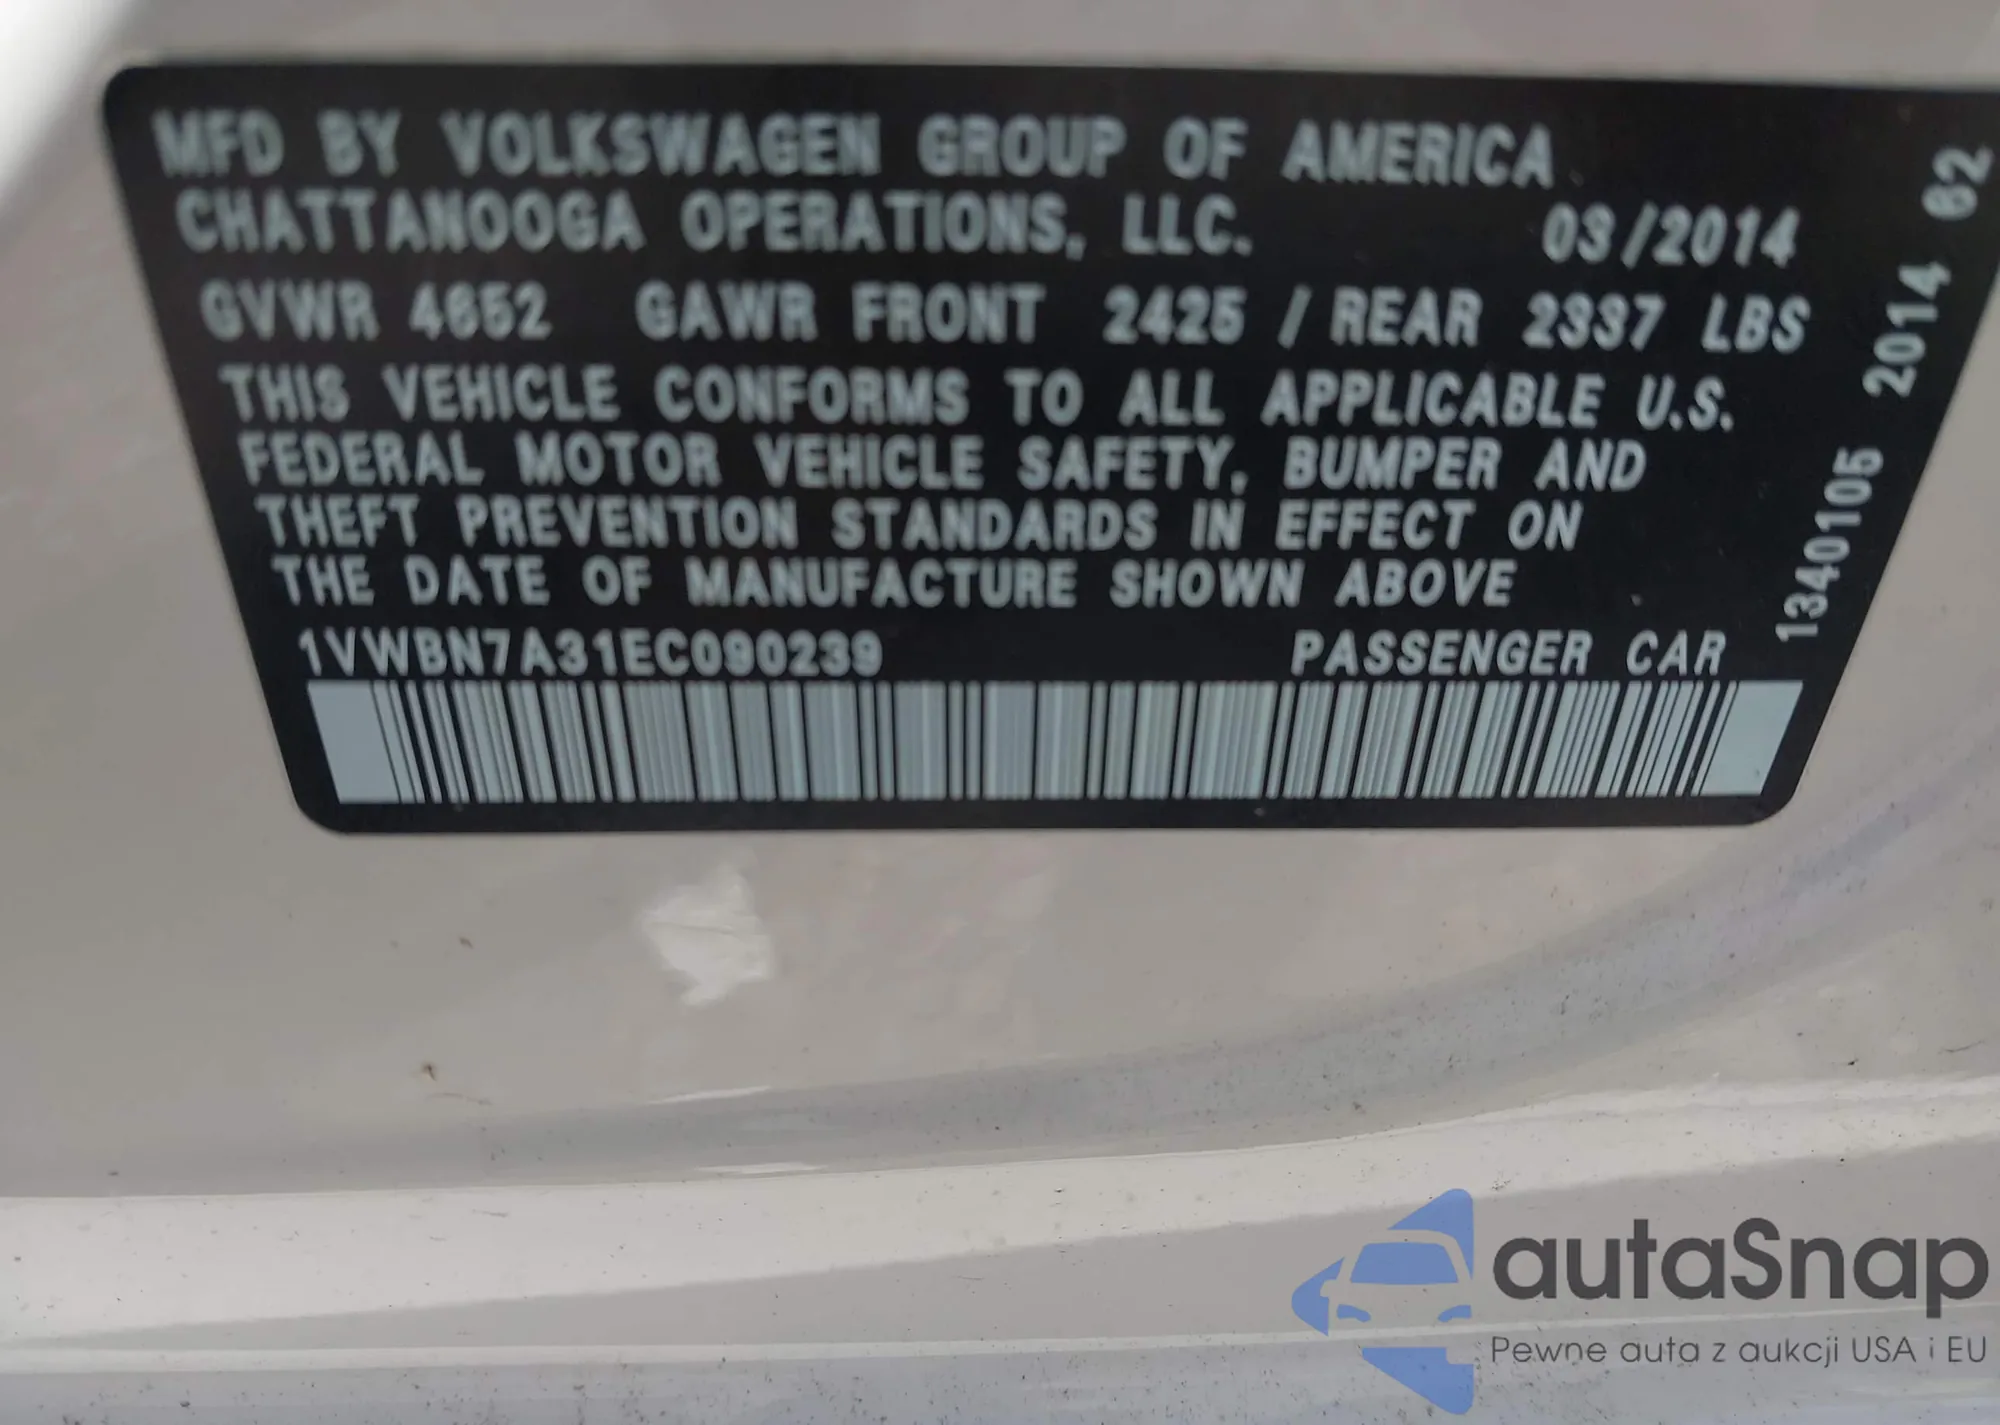 MFD BY VOLKSWAGEN GROUP OF AMERICA
CHATTANOOGA OPERATIONS, LLC. 03/2014
GVWR 4652 GAWR FRONT 2425 / REAR 2337 LBS
THIS VEHICLE CONFORMS TO ALL APPLICABLE U.S.
FEDERAL MOTOR VEHICLE SAFETY, BUMPER AND
THEFT PREVENTION STANDARDS IN EFFECT ON
THE DATE OF MANUFACTURE SHOWN ABOVE
1VWBN7A31EC090239 PASSENGER CAR
1340105 2014 62
autaSnap
Pewne auta z aukcji USA i EU